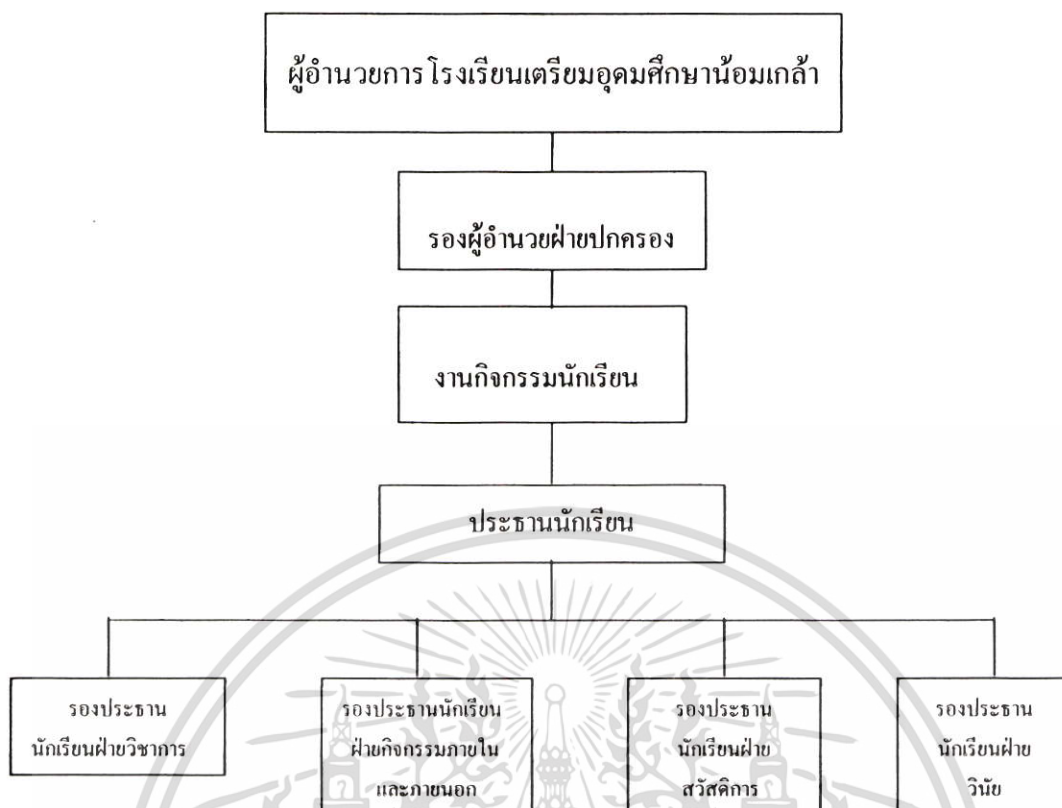 ผู้อำนวยการโรงเรียนเตรียมอุดมศึกษาน้อมเกล้า
รองผู้อำนวยฝ่ายปกครอง
งานกิจกรรมนักเรียน
ประธานนักเรียน
รองประธาน
นักเรียนฝ่ายวิชาการ
รองประธานนักเรียน
ฝ่ายกิจกรรมภายใน
และภายนอก
รองประธาน
นักเรียนฝ่าย
สวัสดิการ
รองประธาน
นักเรียนฝ่าย
วินัย